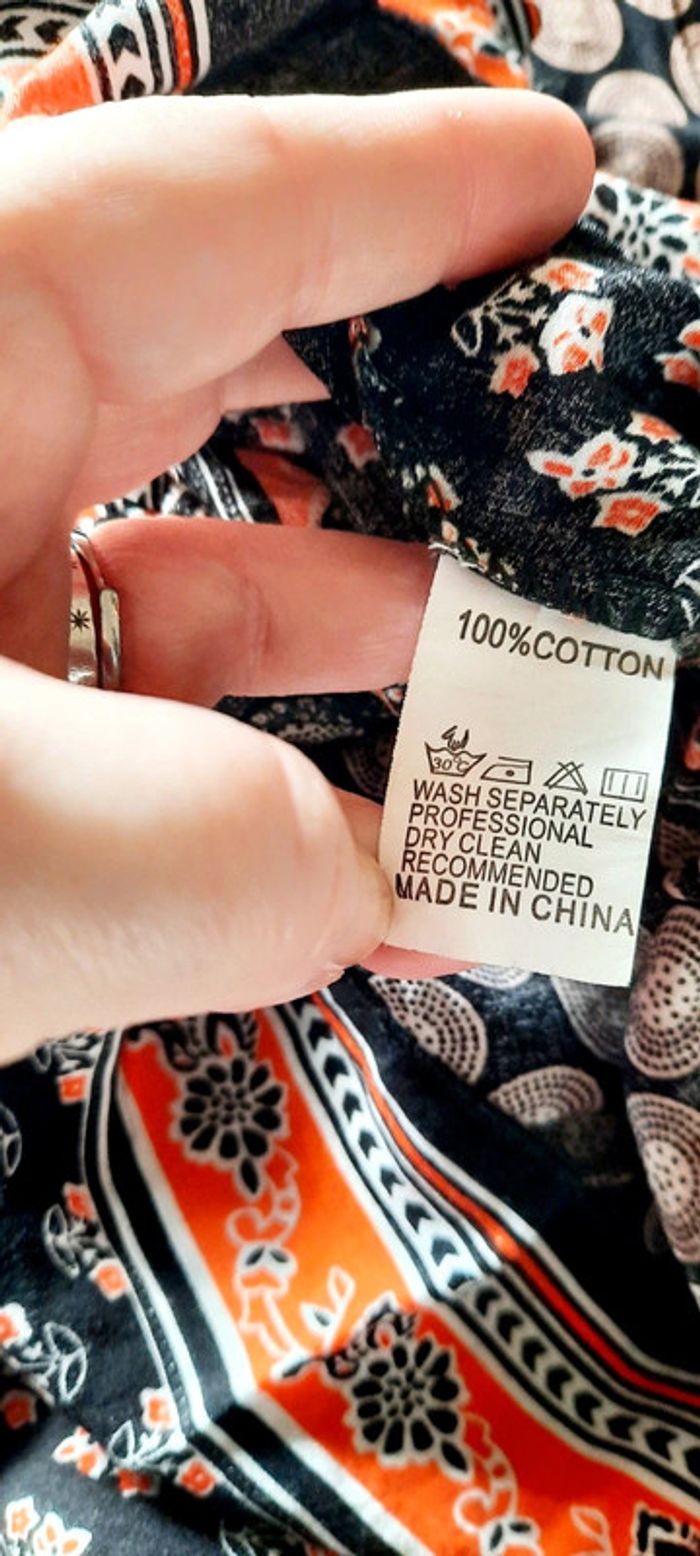 100%COTTON
30°C
WASH SEPARATELY
PROFESSIONAL
DRY CLEAN
RECOMMENDED
MADE IN CHINA